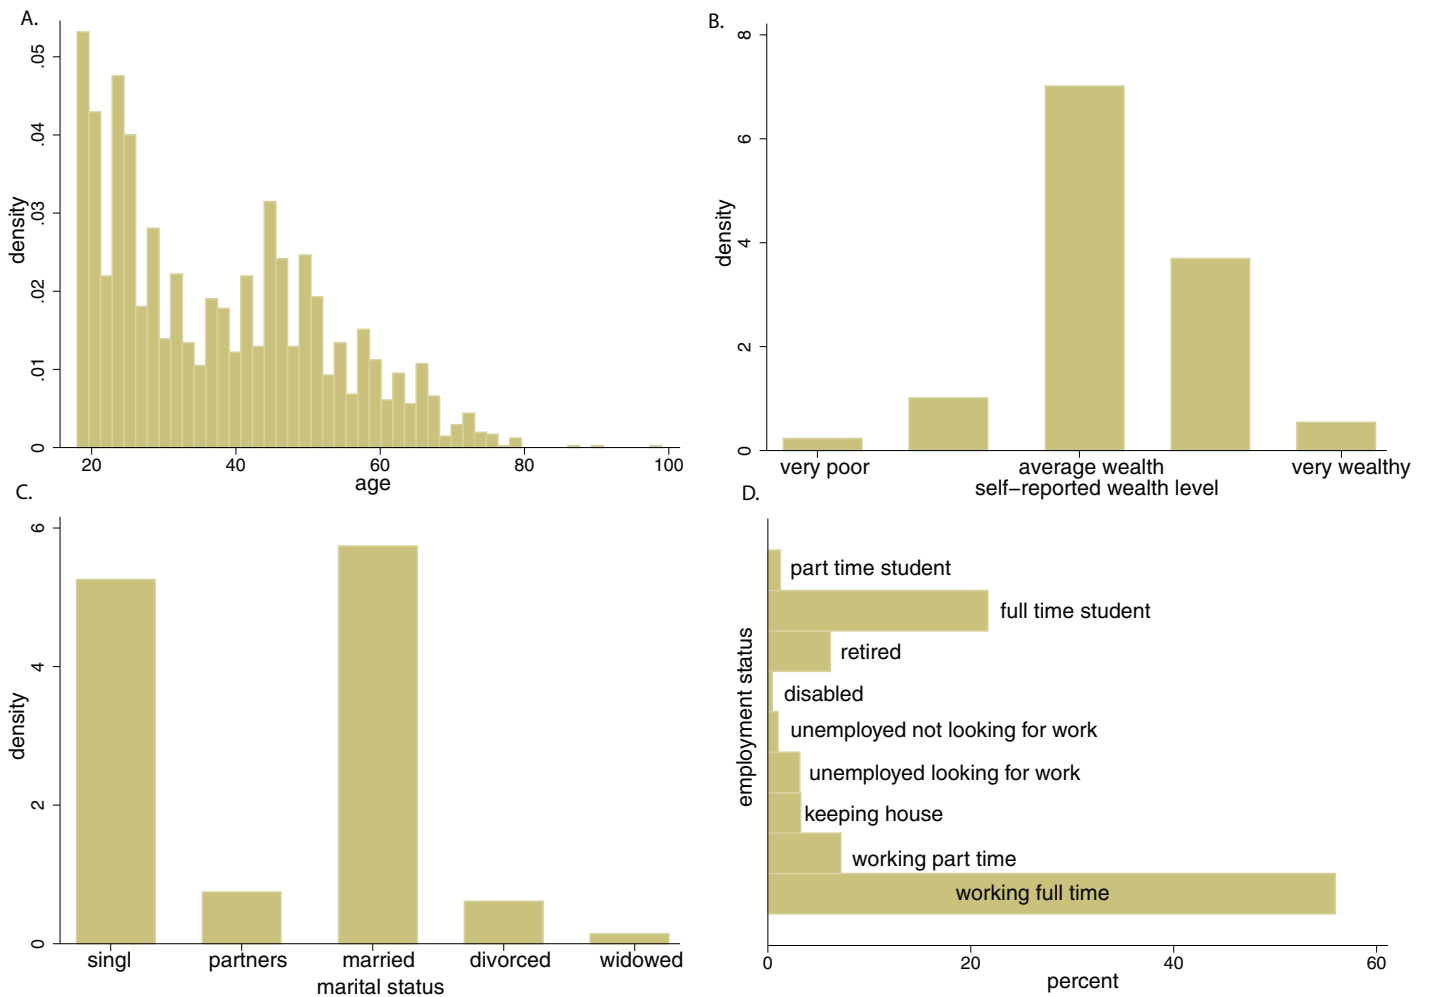 A.
density
.05
.04
.03
.02
.01
0
20 40 60 80 100
age
B.
density
8
6
4
2
0
very poor average wealth very wealthy
self-reported wealth level
C.
density
6
4
2
0
singl partners married divorced widowed
marital status
D.
employment status
part time student
full time student
retired
disabled
unemployed not looking for work
unemployed looking for work
keeping house
working part time
working full time
0 20 40 60
percent